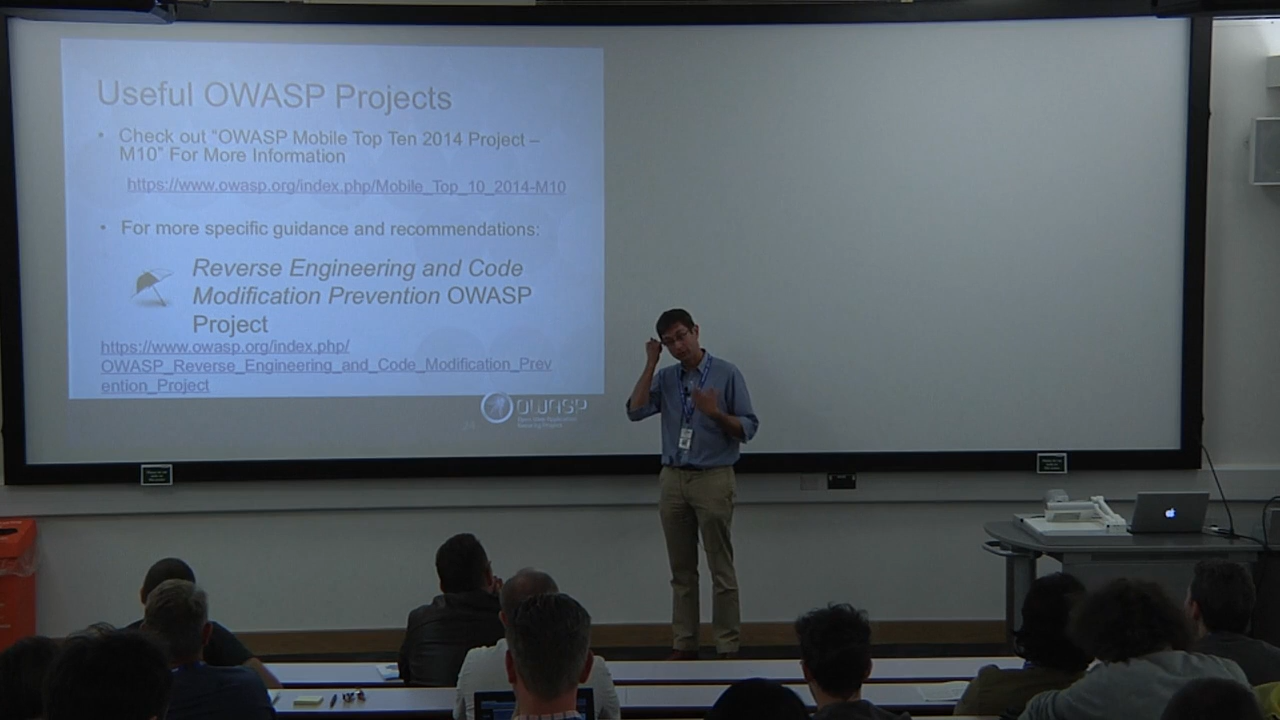 Useful OWASP Projects
• Check out “OWASP Mobile Top Ten 2014 Project –
M10” For More Information
https://www.owasp.org/index.php/Mobile_Top_10_2014-M10
• For more specific guidance and recommendations:
Reverse Engineering and Code
Modification Prevention OWASP
Project
https://www.owasp.org/index.php/
OWASP_Reverse_Engineering_and_Code_Modification_Prev
ention_Project
OWASP